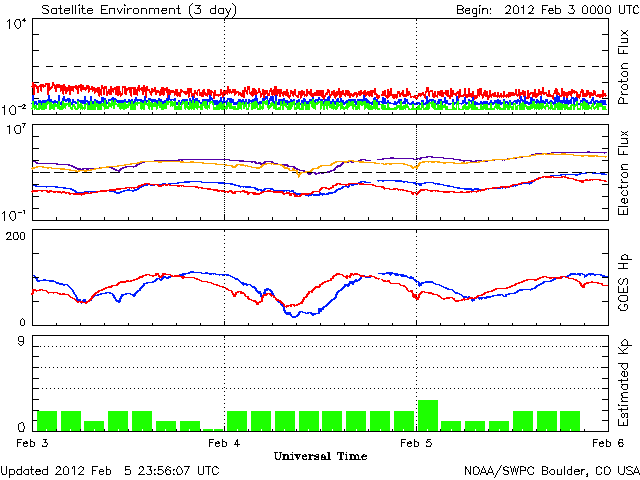 Satellite Environment (3 day) Begin: 2012 Feb 3 0000 UTC
10⁴
10⁻²
Proton Flux
10⁷
10⁻¹
Electron Flux
200
0
GOES Hp
9
0
Estimated Kp
Feb 3 Feb 4 Feb 5 Feb 6
Universal Time
Updated 2012 Feb 5 23:56:07 UTC NOAA/SWPC Boulder, CO USA